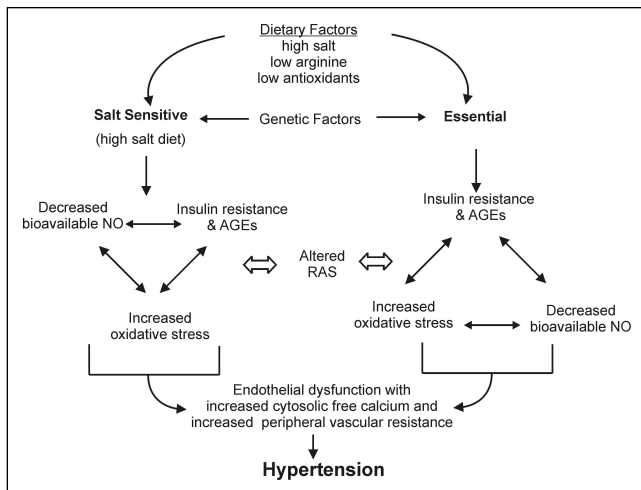 Dietary Factors
high salt
low arginine
low antioxidants
Salt Sensitive
(high salt diet)
Genetic Factors
Essential
Decreased
bioavailable NO
Insulin resistance
& AGEs
Insulin resistance
& AGEs
Altered
RAS
Increased
oxidative stress
Increased
oxidative stress
Decreased
bioavailable NO
Endothelial dysfunction with
increased cytosolic free calcium and
increased peripheral vascular resistance
Hypertension